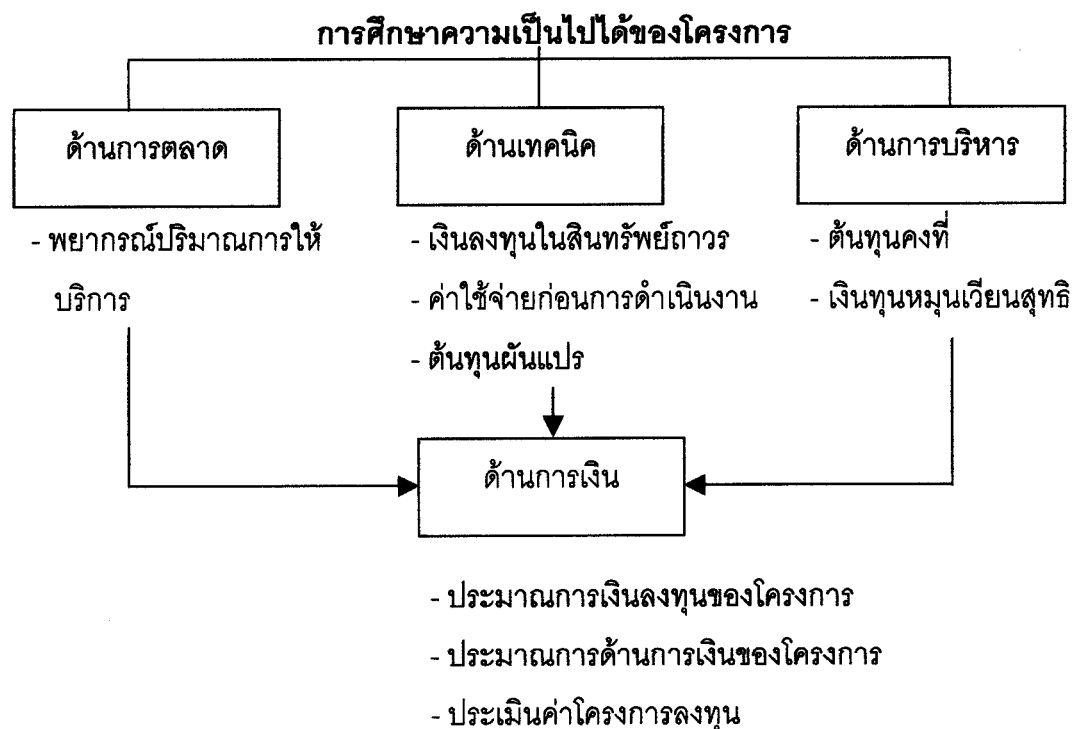 การศึกษาความเป็นไปได้ของโครงการ
ด้านการตลาด
- พยากรณ์ปริมาณการให้
บริการ
ด้านเทคนิค
- เงินลงทุนในสินทรัพย์ถาวร
- ค่าใช้จ่ายก่อนการดำเนินงาน
- ต้นทุนผันแปร
ด้านการบริหาร
- ต้นทุนคงที่
- เงินทุนหมุนเวียนสุทธิ
ด้านการเงิน
- ประมาณการเงินลงทุนของโครงการ
- ประมาณการด้านการเงินของโครงการ
- ประเมินค่าโครงการลงทุน